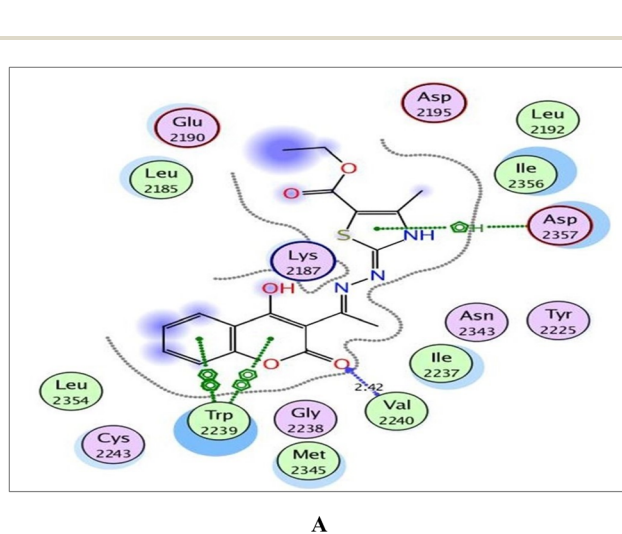 Asp
2195
Glu
2190
Leu
2192
Leu
2185
Ile
2356
O
O
Asp
2357
S
NH
H
Lys
2187
N
N
OH
Asn
2343
Tyr
2225
O
O
Ile
2237
2.42
Leu
2354
Val
2240
Trp
2239
Gly
2238
Cys
2243
Met
2345
A